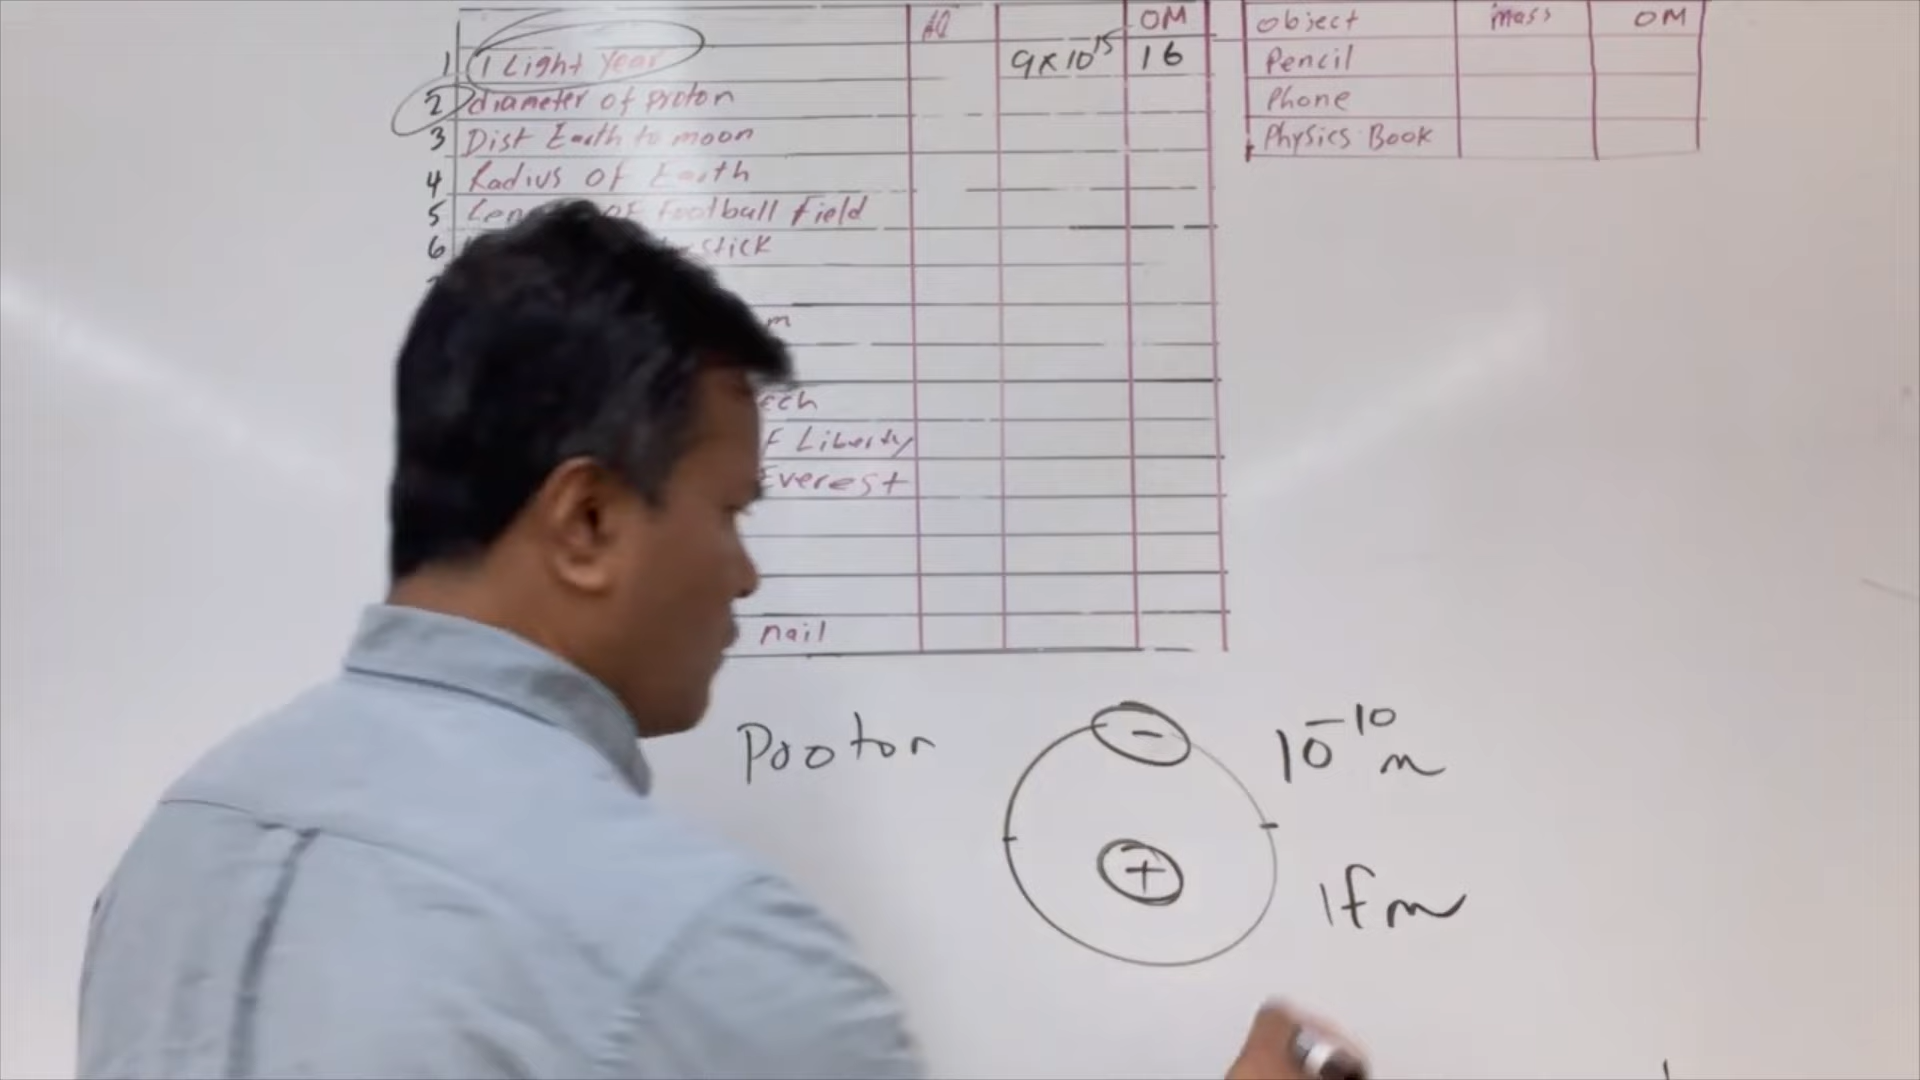 AQ OM
1 1 Light Year 9x10¹⁵ 16
2 diameter of proton
3 Dist Earth to moon
4 Radius of Earth
5 OF Football Field
6 stick
m
ech
F Liberty
Everest
nail
Object mass OM
Pencil
Phone
Physics Book
Prooton
-
10⁻¹⁰ m
+
1fm